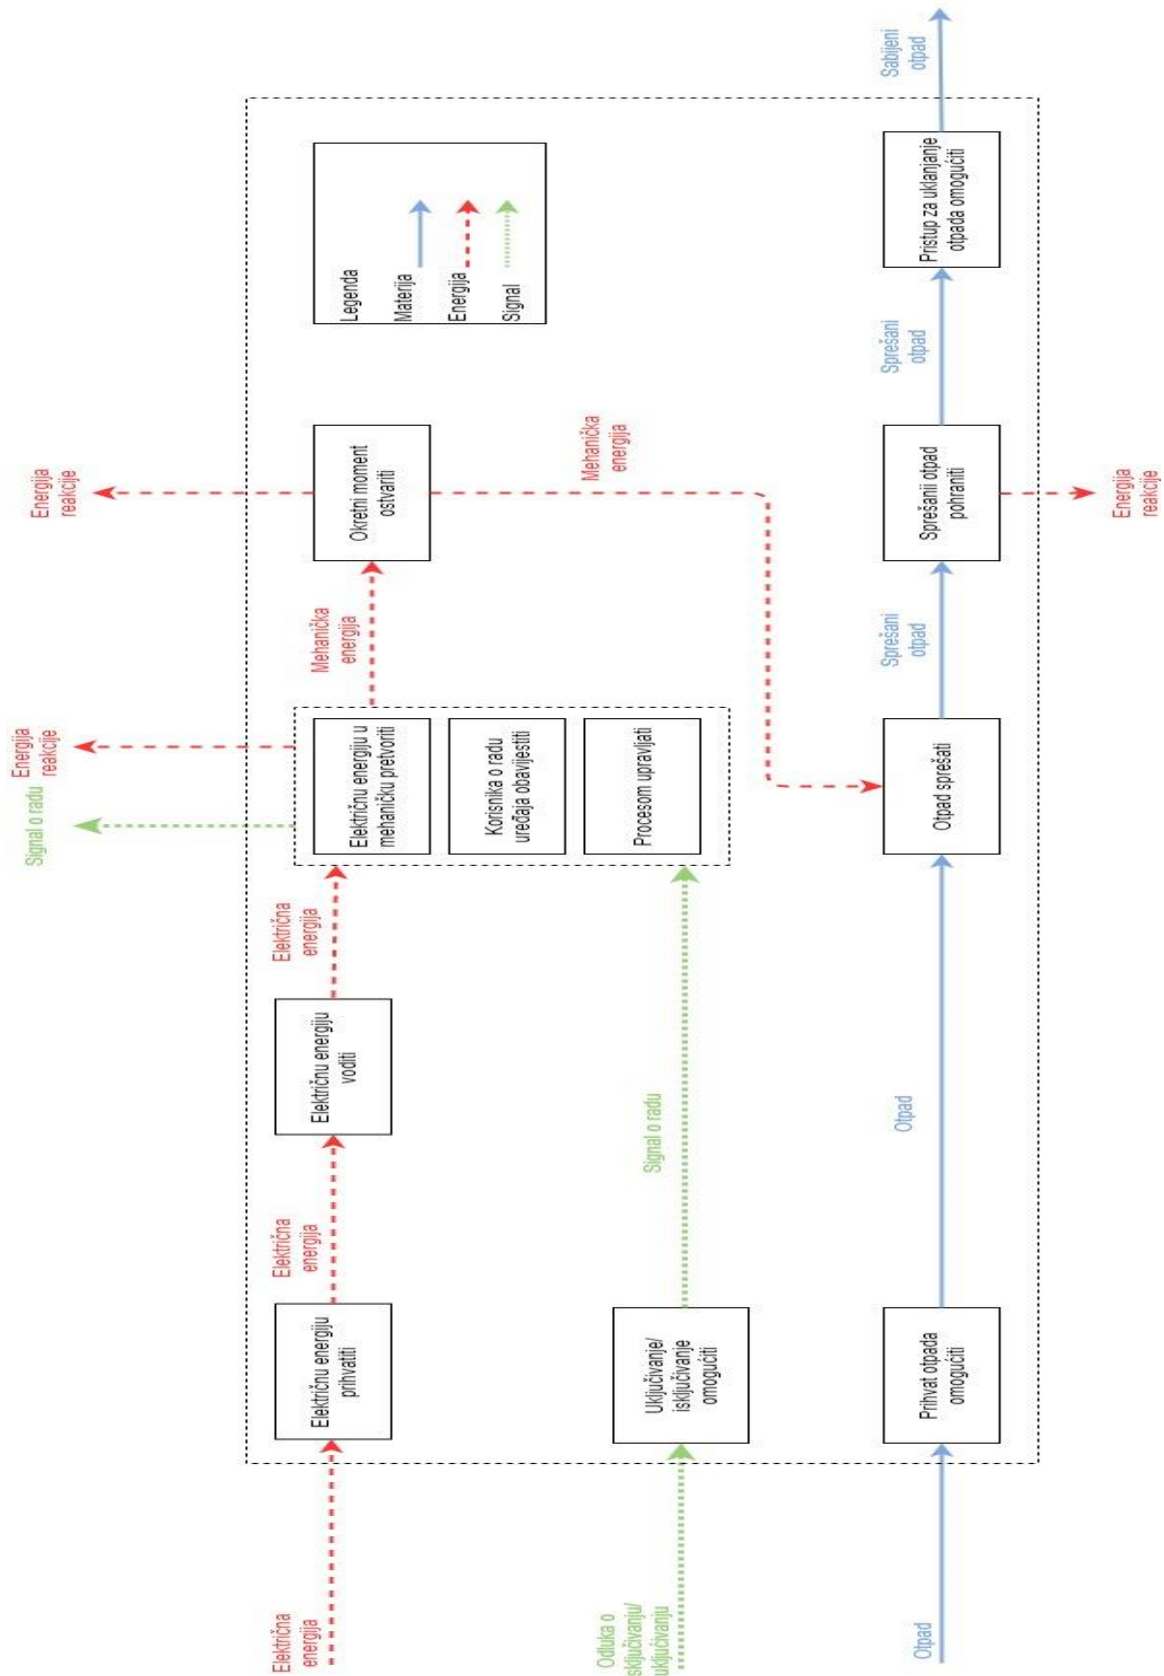 Signal o radu
Energija
reakcije
Energija
reakcije
Električna
energija
Električnu energiju
prihvatiti
Električna
energija
Električnu energiju
voditi
Električna
energija
Električnu energiju u
mehaničku pretvoriti
Korisnika o radu
uređaja obavijestiti
Procesom upravljati
Mehanička
energija
Okretni moment
ostvariti
Mehanička
energija
Legenda
Materija
Energija
Signal
Odluka o
sključivanju/
uključivanju
Uključivanje/
isključivanje
omogućiti
Signal o radu
Otpad
Prihvat otpada
omogućiti
Otpad
Otpad sprešati
Sprešani
otpad
Sprešanii otpad
pohraniti
Sprešani
otpad
Pristup za uklanjanje
otpada omogućiti
Sabijeni
otpad
Energija
reakcije